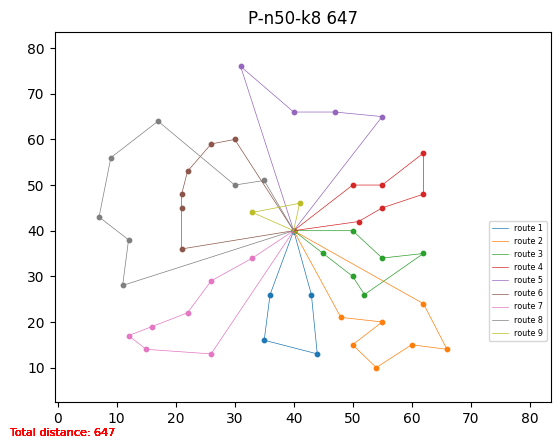 P-n50-k8 647
80
70
60
50
40
30
20
10
0 10 20 30 40 50 60 70 80
route 1
route 2
route 3
route 4
route 5
route 6
route 7
route 8
route 9
Total distance: 647